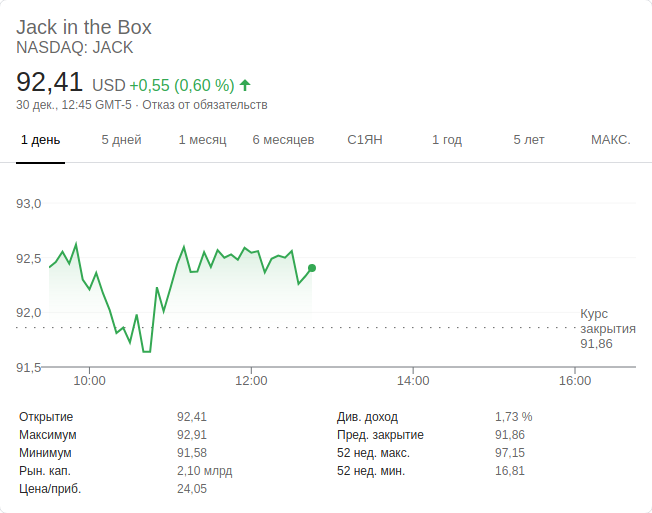 Jack in the Box
NASDAQ: JACK
92,41 USD +0,55 (0,60 %)
30 дек., 12:45 GMT-5 · Отказ от обязательств
1 день 5 дней 1 месяц 6 месяцев С1ЯН 1 год 5 лет МАКС.
93,0
92,5
92,0
91,5
Курс
закрытия
91,86
10:00 12:00 14:00 16:00
Открытие 92,41 Див. доход 1,73 %
Максимум 92,91 Пред. закрытие 91,86
Минимум 91,58 52 нед. макс. 97,15
Рын. кап. 2,10 млрд 52 нед. мин. 16,81
Цена/приб. 24,05